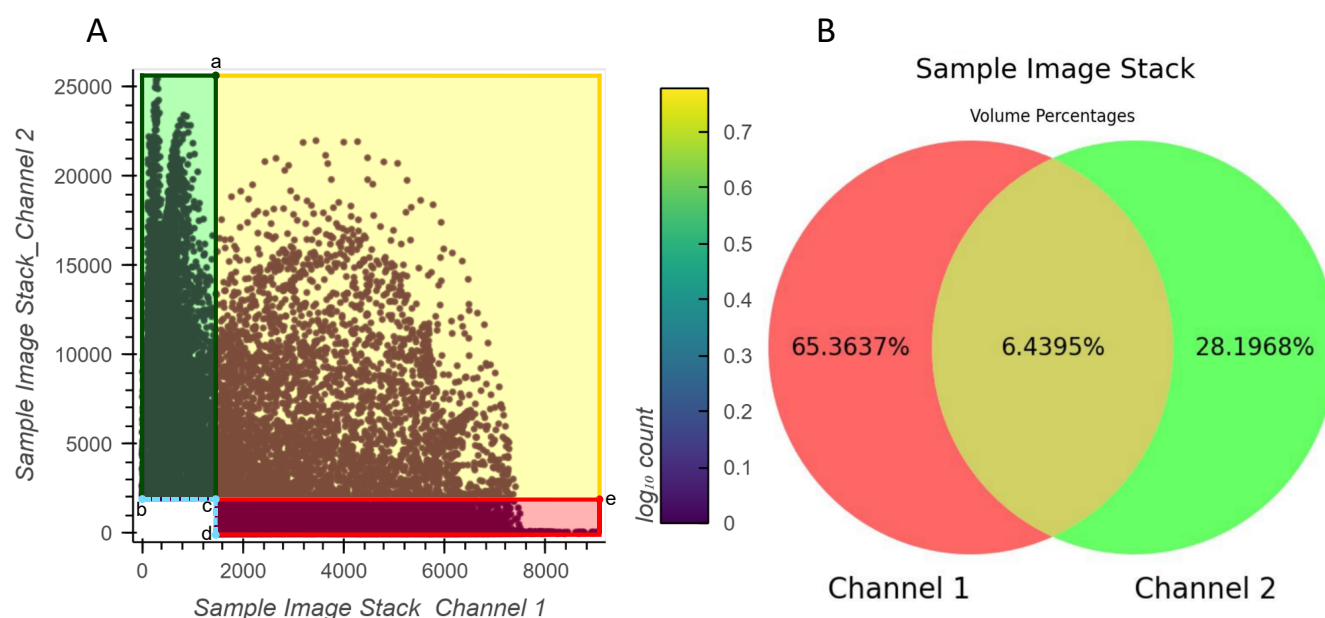 A
B
a
25000
20000
15000
10000
5000
0
Sample Image Stack_Channel 2
b
c
d
e
0
2000
4000
6000
8000
Sample Image Stack Channel 1
0.7
0.6
0.5
0.4
0.3
0.2
0.1
0
log10 count
Sample Image Stack
Volume Percentages
65.3637%
6.4395%
28.1968%
Channel 1
Channel 2